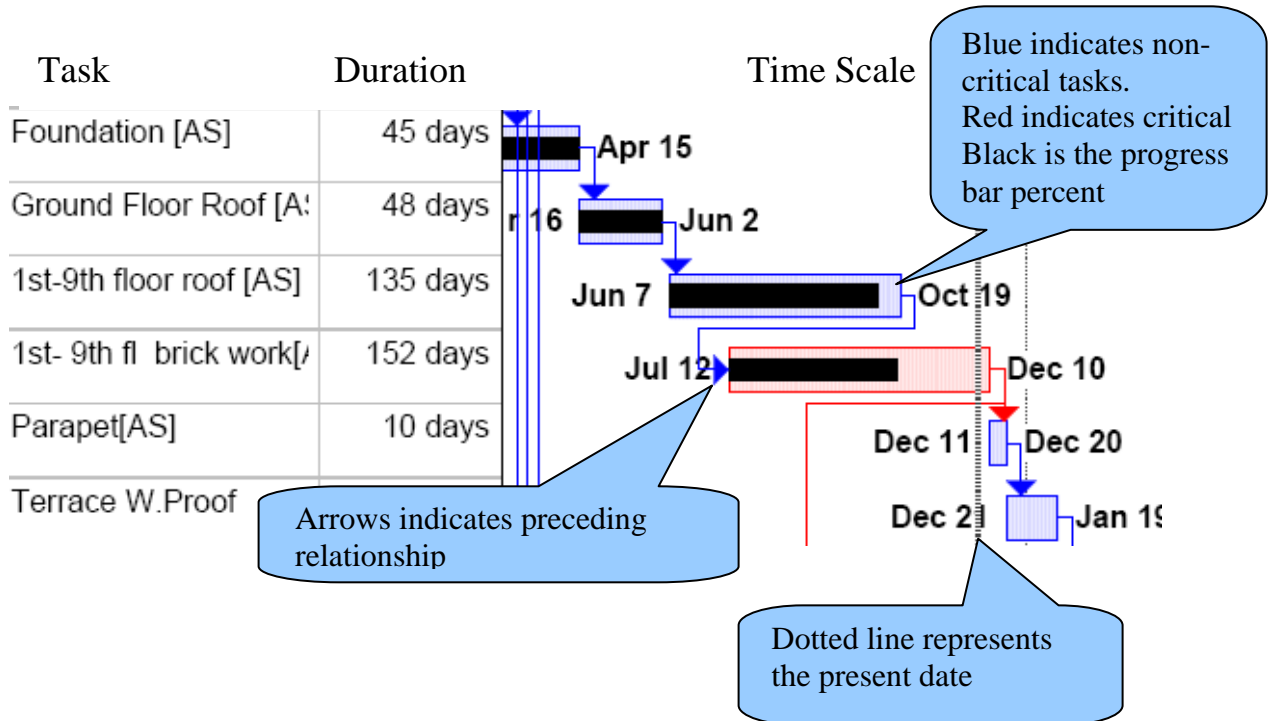 Task Duration Time Scale
Blue indicates non-
critical tasks.
Red indicates critical
Black is the progress
bar percent
Foundation [AS] 45 days Apr 15
Ground Floor Roof [A 48 days r 16 Jun 2
1st-9th floor roof [AS] 135 days Jun 7 Oct 19
1st- 9th fl brick work[ 152 days Jul 12 Dec 10
Parapet[AS] 10 days Dec 11 Dec 20
Terrace W.Proof Dec 21 Jan 19
Arrows indicates preceding
relationship
Dotted line represents
the present date